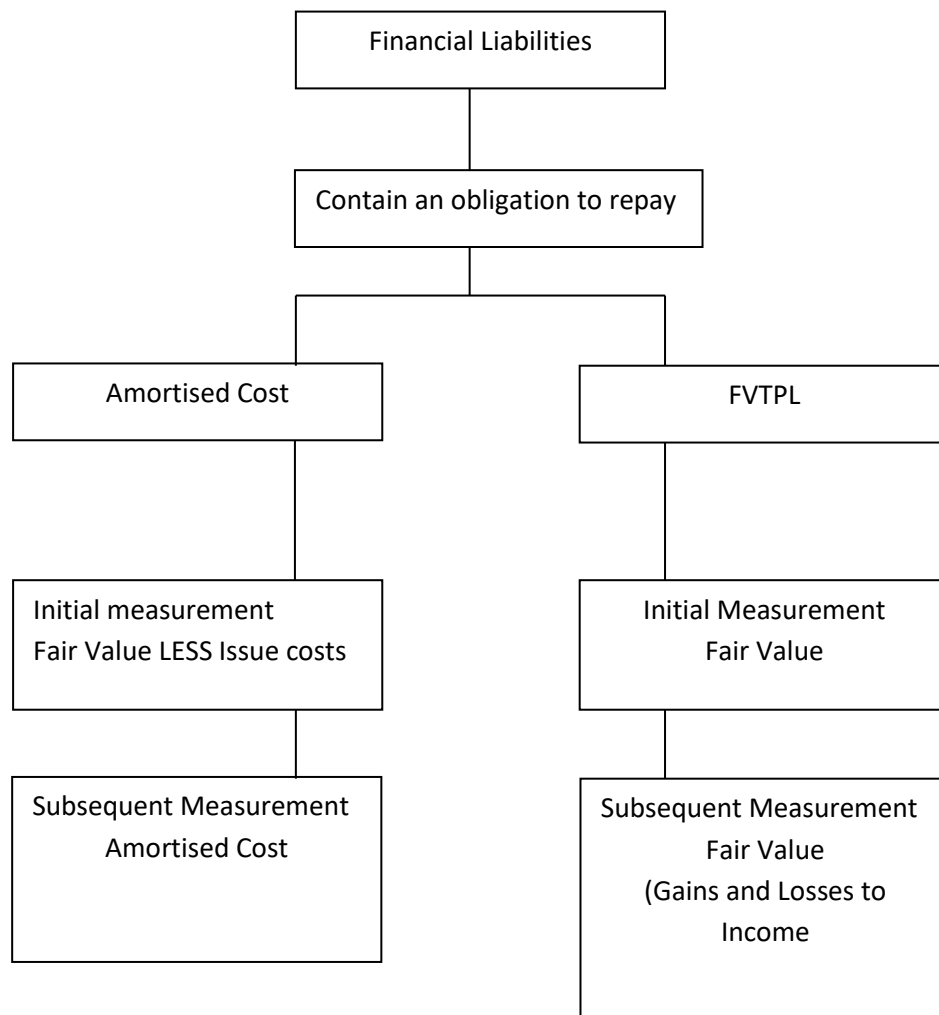 Financial Liabilities
Contain an obligation to repay
Amortised Cost
FVTPL
Initial measurement
Fair Value LESS Issue costs
Initial Measurement
Fair Value
Subsequent Measurement
Amortised Cost
Subsequent Measurement
Fair Value
(Gains and Losses to
Income